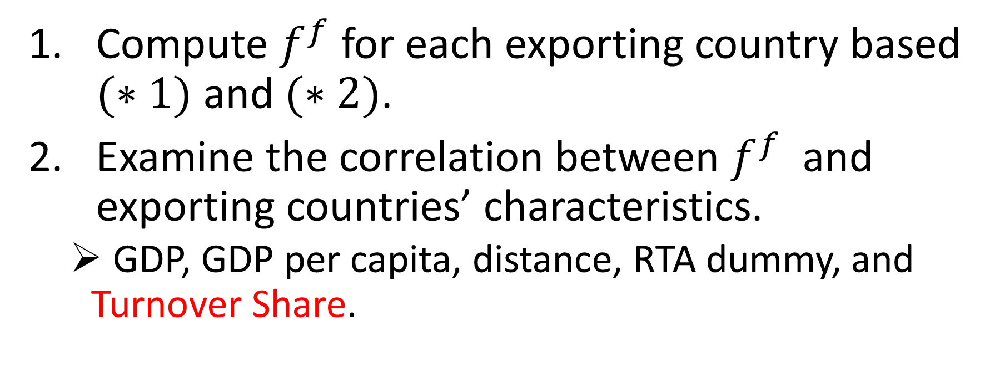 1. Compute f^f for each exporting country based
(* 1) and (* 2).
2. Examine the correlation between f^f and
exporting countries’ characteristics.
➢ GDP, GDP per capita, distance, RTA dummy, and
Turnover Share.